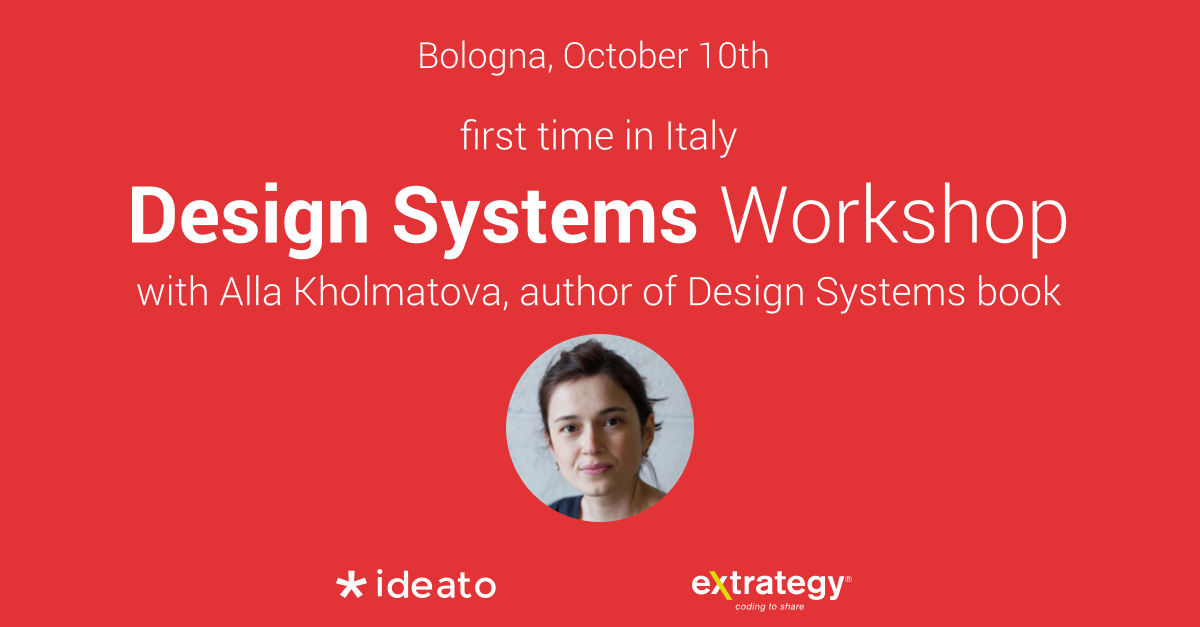 Bologna, October 10th
first time in Italy
Design Systems Workshop
with Alla Kholmatova, author of Design Systems book
ideato
extrategy®
coding to share